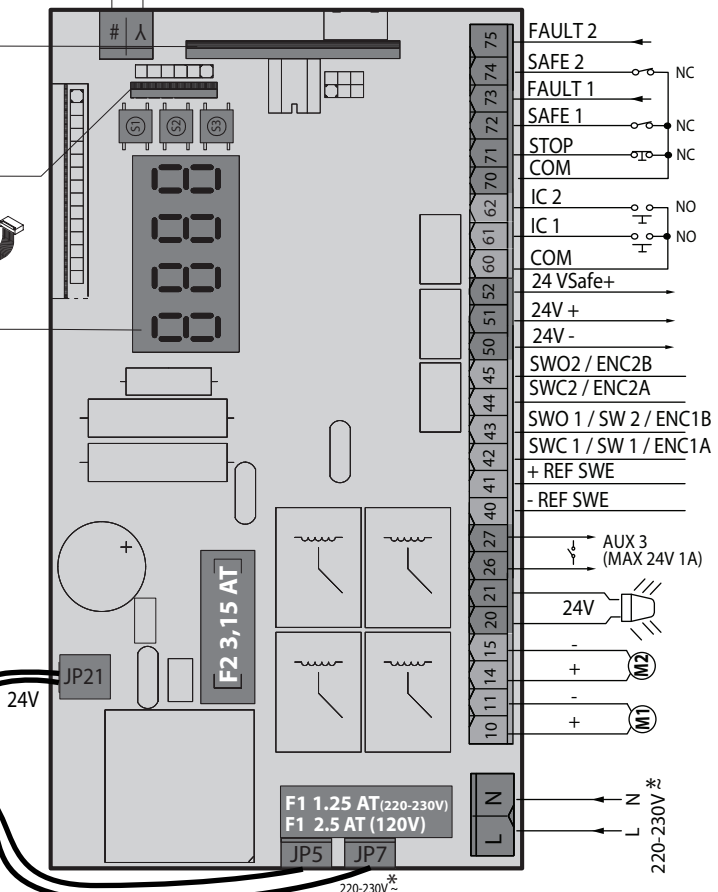 # Y
S1 S2 S3
75 FAULT 2
74 SAFE 2 NC
73 FAULT 1
72 SAFE 1 NC
71 STOP NC
70 COM
62 IC 2 NO
61 IC 1 NO
60 COM
52 24 VSafe+
51 24V +
50 24V -
45 SWO2 / ENC2B
44 SWC2 / ENC2A
43 SWO 1 / SW 2 / ENC1B
42 SWC 1 / SW 1 / ENC1A
41 + REF SWE
40 - REF SWE
27 AUX 3
26 (MAX 24V 1A)
21
20 24V
15 -
14 + M2
11 -
10 + M1
+
F2 3,15 AT
JP21
24V
F1 1.25 AT (220-230V)
F1 2.5 AT (120V)
JP5 JP7
220-230V*~
N N
L L
220-230V*~